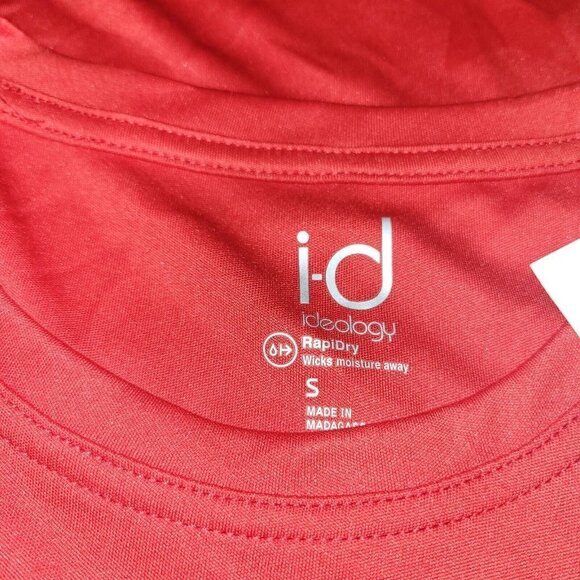 i-d
ideology
RapiDry
Wicks moisture away
S
MADE IN